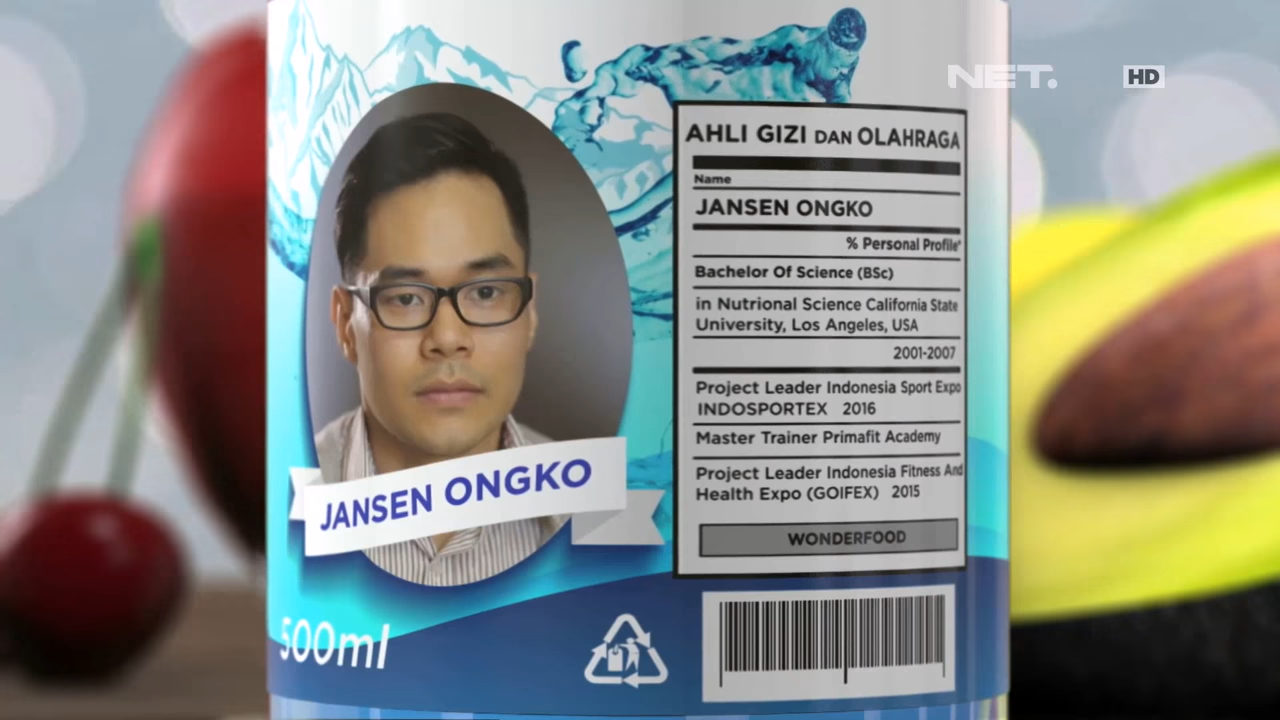 NET.
HD
AHLI GIZI DAN OLAHRAGA
Name
JANSEN ONGKO
% Personal Profile*
Bachelor Of Science (BSc)
in Nutrional Science California State
University, Los Angeles, USA
2001-2007
Project Leader Indonesia Sport Expo
INDOSPORTEX 2016
Master Trainer Primafit Academy
Project Leader Indonesia Fitness And
Health Expo (GOIFEX) 2015
WONDERFOOD
JANSEN ONGKO
500ml